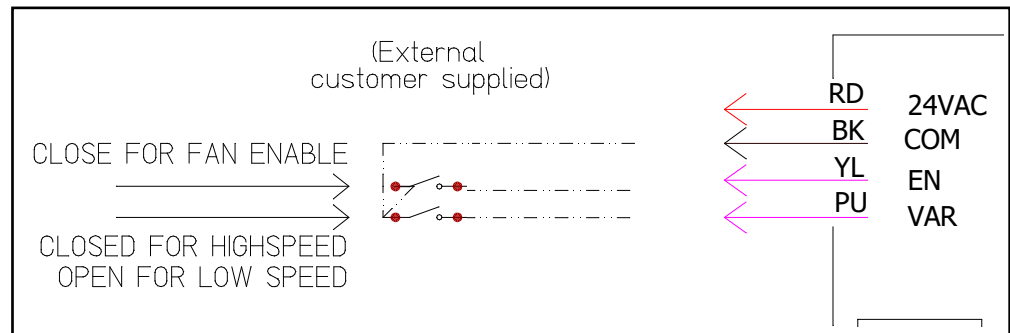 (External
customer supplied)
CLOSE FOR FAN ENABLE
CLOSED FOR HIGHSPEED
OPEN FOR LOW SPEED
RD 24VAC
BK COM
YL EN
PU VAR